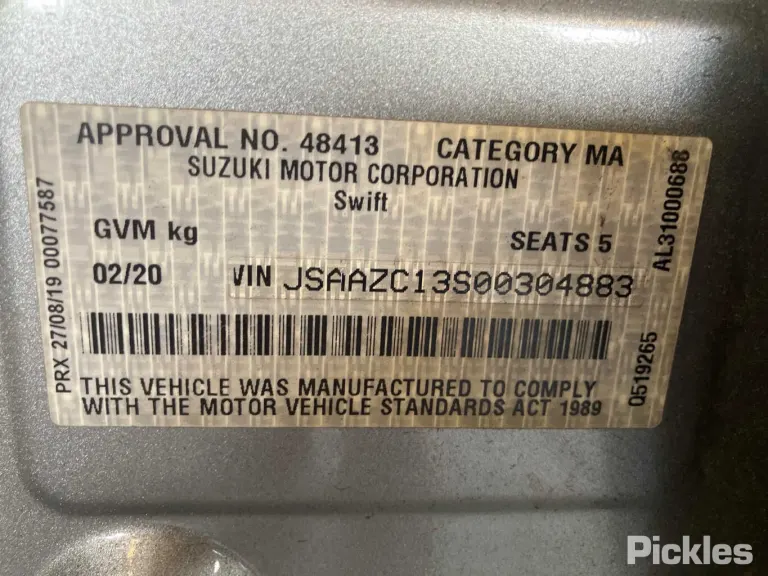 APPROVAL NO. 48413 CATEGORY MA
SUZUKI MOTOR CORPORATION
Swift
GVM kg SEATS 5
02/20 VIN JSAAZC13S00304883
THIS VEHICLE WAS MANUFACTURED TO COMPLY
WITH THE MOTOR VEHICLE STANDARDS ACT 1989
PRX 27/08/19 00077587
AL31000688
Q519265
Pickles